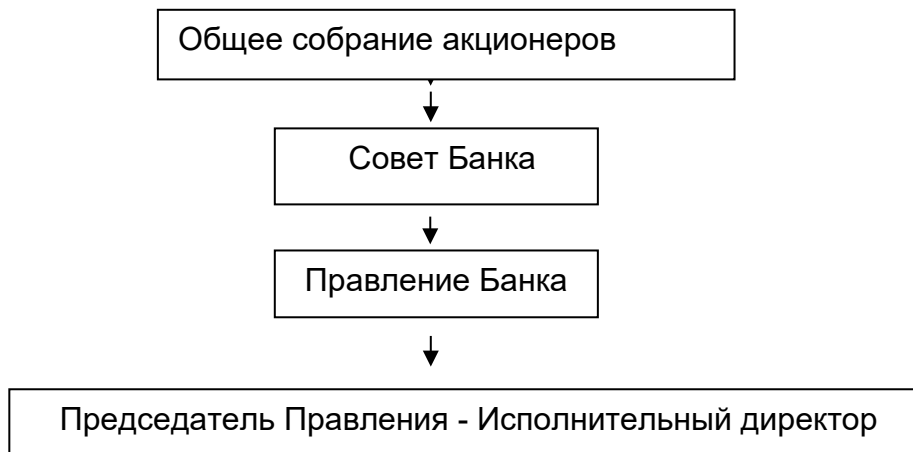 Общее собрание акционеров
Совет Банка
Правление Банка
Председатель Правления - Исполнительный директор